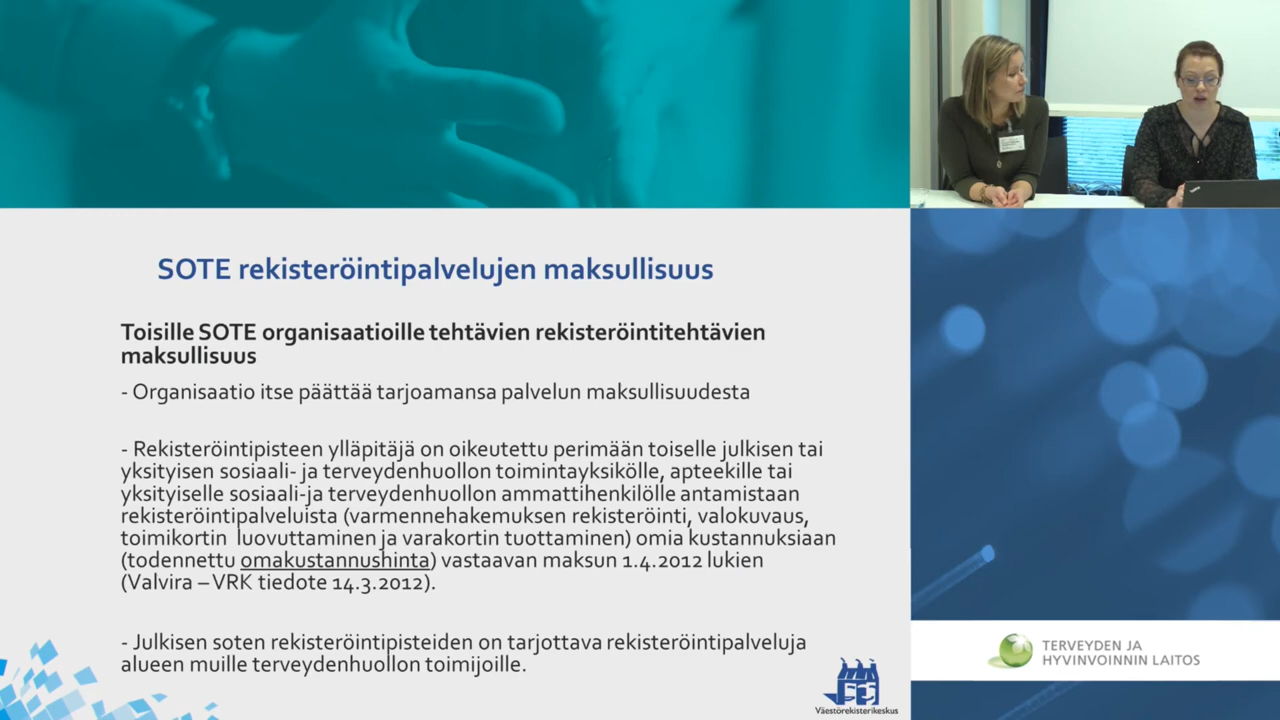 SOTE rekisteröintipalvelujen maksullisuus
Toisille SOTE organisaatioille tehtävien rekisteröintitehtävien
maksullisuus
- Organisaatio itse päättää tarjoamansa palvelun maksullisuudesta
- Rekisteröintipisteen ylläpitäjä on oikeutettu perimään toiselle julkisen tai
yksityisen sosiaali- ja terveydenhuollon toimintayksikölle, apteekille tai
yksityiselle sosiaali-ja terveydenhuollon ammattihenkilölle antamistaan
rekisteröintipalveluista (varmennehakemuksen rekisteröinti, valokuvaus,
toimikortin luovuttaminen ja varakortin tuottaminen) omia kustannuksiaan
(todennettu omakustannushinta) vastaavan maksun 1.4.2012 lukien
(Valvira – VRK tiedote 14.3.2012).
- Julkisen soten rekisteröintipisteiden on tarjottava rekisteröintipalveluja
alueen muille terveydenhuollon toimijoille.
Väestörekisterikeskus
TERVEYDEN JA
HYVINVOINNIN LAITOS